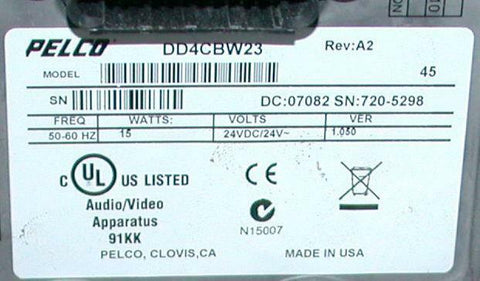 PELCO DD4CBW23 Rev:A2
MODEL 45
SN DC:07082 SN:720-5298
FREQ WATTS: VOLTS VER
50-60 HZ 15 24VDC/24V~ 1.050
C UL US LISTED CE
Audio/Video
Apparatus N15007
91KK
PELCO, CLOVIS,CA MADE IN USA